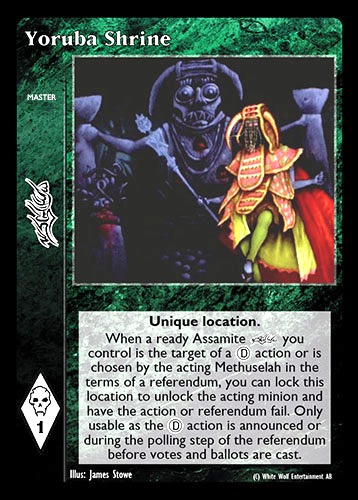 Yoruba Shrine
MASTER
Unique location.
When a ready Assamite you
control is the target of a Ⓓ action or is
chosen by the acting Methuselah in the
terms of a referendum, you can lock this
location to unlock the acting minion and
have the action or referendum fail. Only
usable as the Ⓓ action is announced or
during the polling step of the referendum
before votes and ballots are cast.
1
Illus: James Stowe
(C) White Wolf Entertainment AB